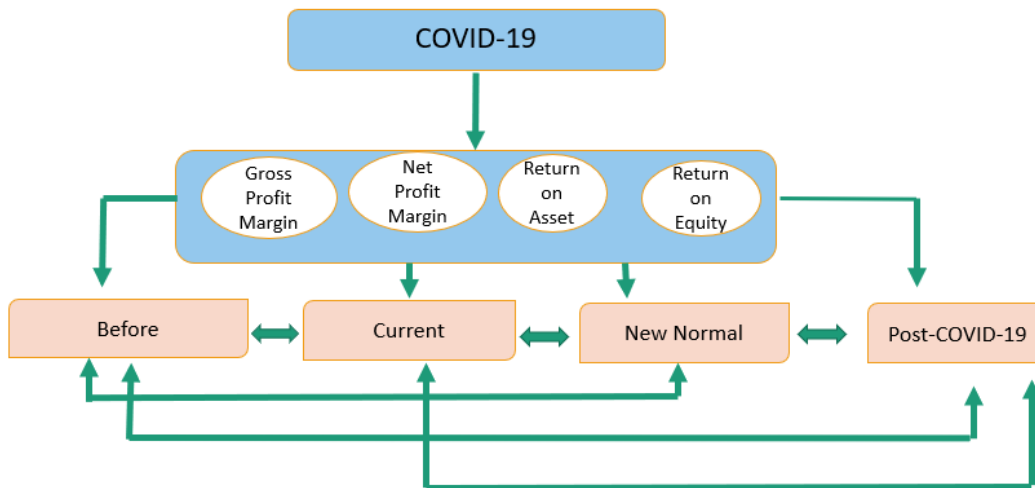 COVID-19
Gross
Profit
Margin
Net
Profit
Margin
Return
on
Asset
Return
on
Equity
Before
Current
New Normal
Post-COVID-19